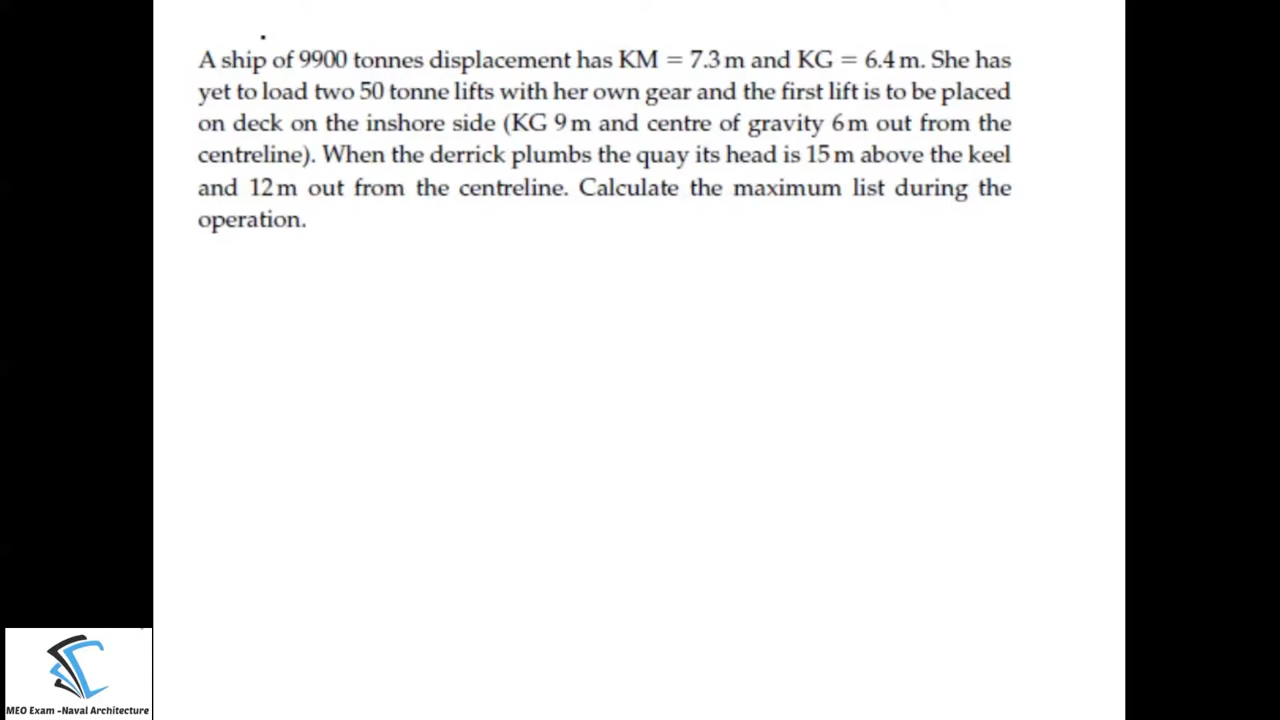 A ship of 9900 tonnes displacement has KM = 7.3 m and KG = 6.4 m. She has
yet to load two 50 tonne lifts with her own gear and the first lift is to be placed
on deck on the inshore side (KG 9 m and centre of gravity 6 m out from the
centreline). When the derrick plumbs the quay its head is 15 m above the keel
and 12 m out from the centreline. Calculate the maximum list during the
operation.
MEO Exam -Naval Architecture